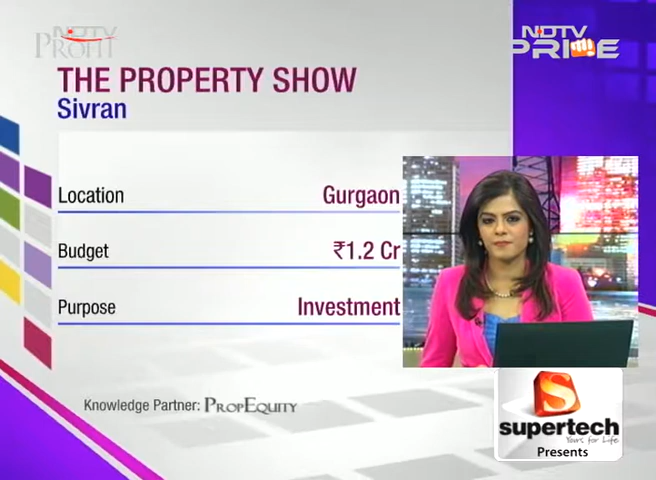 NDTV
PROFIT
NDTV
PRIME
THE PROPERTY SHOW
Sivran
Location Gurgaon
Budget ₹1.2 Cr
Purpose Investment
Knowledge Partner: PROPEQUITY
S
supertech
Yours for Life
Presents